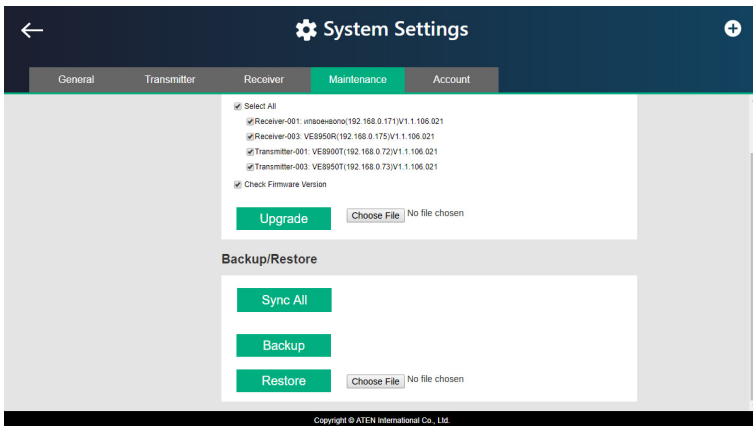 System Settings
General Transmitter Receiver Maintenance Account
Select All
Receiver-001: ипвоенвопо(192.168.0.171)V1.1.106.021
Receiver-003: VE8950R(192.168.0.175)V1.1.106.021
Transmitter-001: VE8900T(192.168.0.72)V1.1.106.021
Transmitter-003: VE8950T(192.168.0.73)V1.1.106.021
Check Firmware Version
Upgrade Choose File No file chosen
Backup/Restore
Sync All
Backup
Restore Choose File No file chosen
Copyright © ATEN International Co., Ltd.